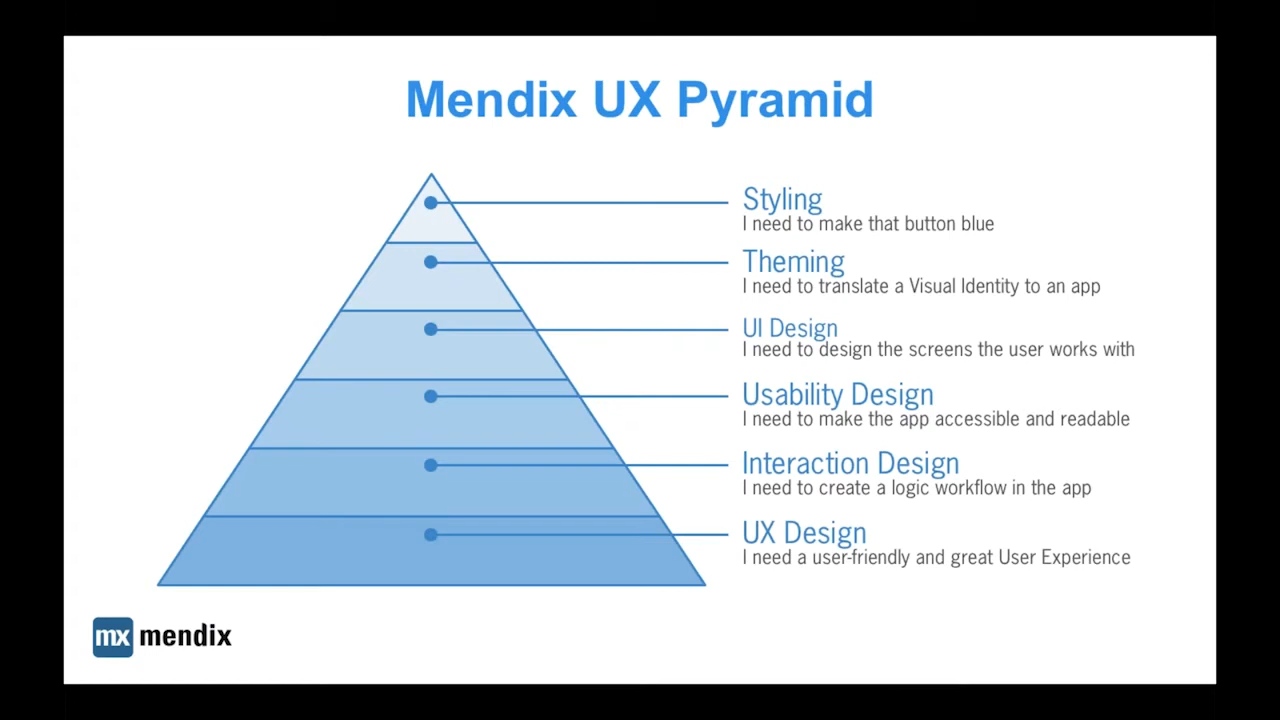 Mendix UX Pyramid
Styling
I need to make that button blue
Theming
I need to translate a Visual Identity to an app
UI Design
I need to design the screens the user works with
Usability Design
I need to make the app accessible and readable
Interaction Design
I need to create a logic workflow in the app
UX Design
I need a user-friendly and great User Experience
mx mendix